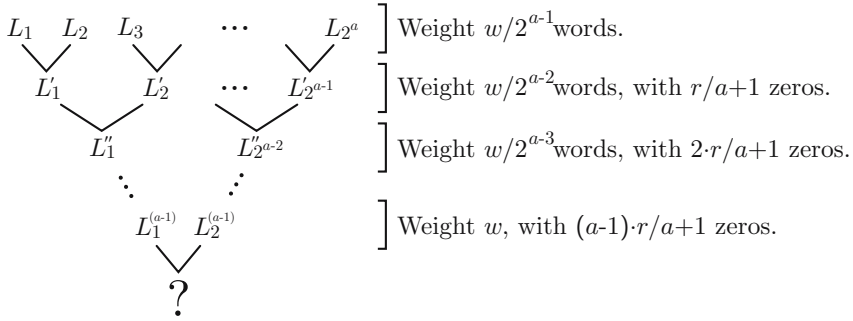 L₁ L₂ L₃ ⋯ L_{2^a} Weight w/2^{a-1}words.
L'₁ L'₂ ⋯ L'_{2^{a-1}} Weight w/2^{a-2}words, with r/a+1 zeros.
L''₁ L''_{2^{a-2}} Weight w/2^{a-3}words, with 2·r/a+1 zeros.
L₁^{(a-1)} L₂^{(a-1)} Weight w, with (a-1)·r/a+1 zeros.
?